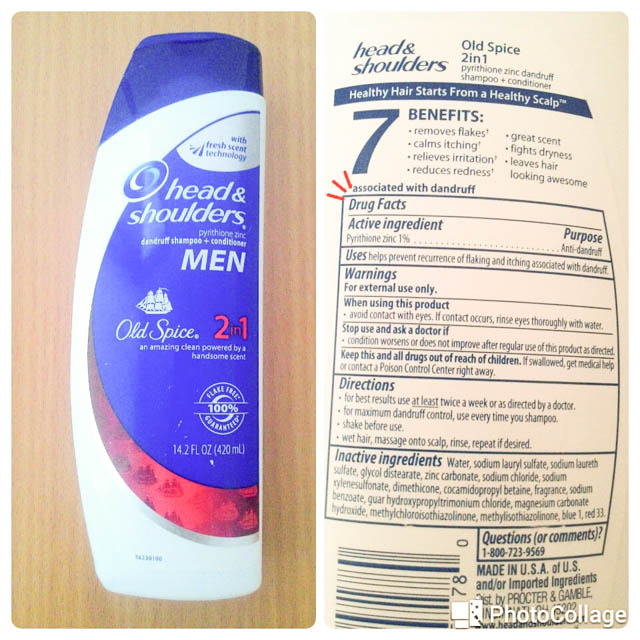 with
fresh scent
technology
head&
shoulders®
pyrithione zinc
dandruff shampoo + conditioner
MEN
Old Spice® 2in1
an amazing clean powered by a
handsome scent
FLAKE FREE†
100%
GUARANTEED
14.2 FL OZ (420 mL)
head&
shoulders
Old Spice
2in1
pyrithione zinc dandruff
shampoo + conditioner
Healthy Hair Starts From a Healthy Scalp™
7 BENEFITS:
• removes flakes†
• calms itching†
• relieves irritation†
• reduces redness†
• great scent
• fights dryness
• leaves hair
looking awesome
associated with dandruff
Drug Facts
Active ingredient Purpose
Pyrithione zinc 1% ........................ Anti-dandruff
Uses helps prevent recurrence of flaking and itching associated with dandruff.
Warnings
For external use only.
When using this product
• avoid contact with eyes. If contact occurs, rinse eyes thoroughly with water.
Stop use and ask a doctor if
• condition worsens or does not improve after regular use of this product as directed.
Keep this and all drugs out of reach of children. If swallowed, get medical help
or contact a Poison Control Center right away.
Directions
• for best results use at least twice a week or as directed by a doctor.
• for maximum dandruff control, use every time you shampoo.
• shake before use.
• wet hair, massage onto scalp, rinse, repeat if desired.
Inactive ingredients Water, sodium lauryl sulfate, sodium laureth
sulfate, glycol distearate, zinc carbonate, sodium chloride, sodium
xylenesulfonate, dimethicone, cocamidopropyl betaine, fragrance, sodium
benzoate, guar hydroxypropyltrimonium chloride, magnesium carbonate
hydroxide, methylchloroisothiazolinone, methylisothiazolinone, blue 1, red 33.
Questions (or comments)?
1-800-723-9569
78 0
MADE IN U.S.A. of U.S.
and/or Imported Ingredients
Dist. by PROCTER & GAMBLE,
PhotoCollage